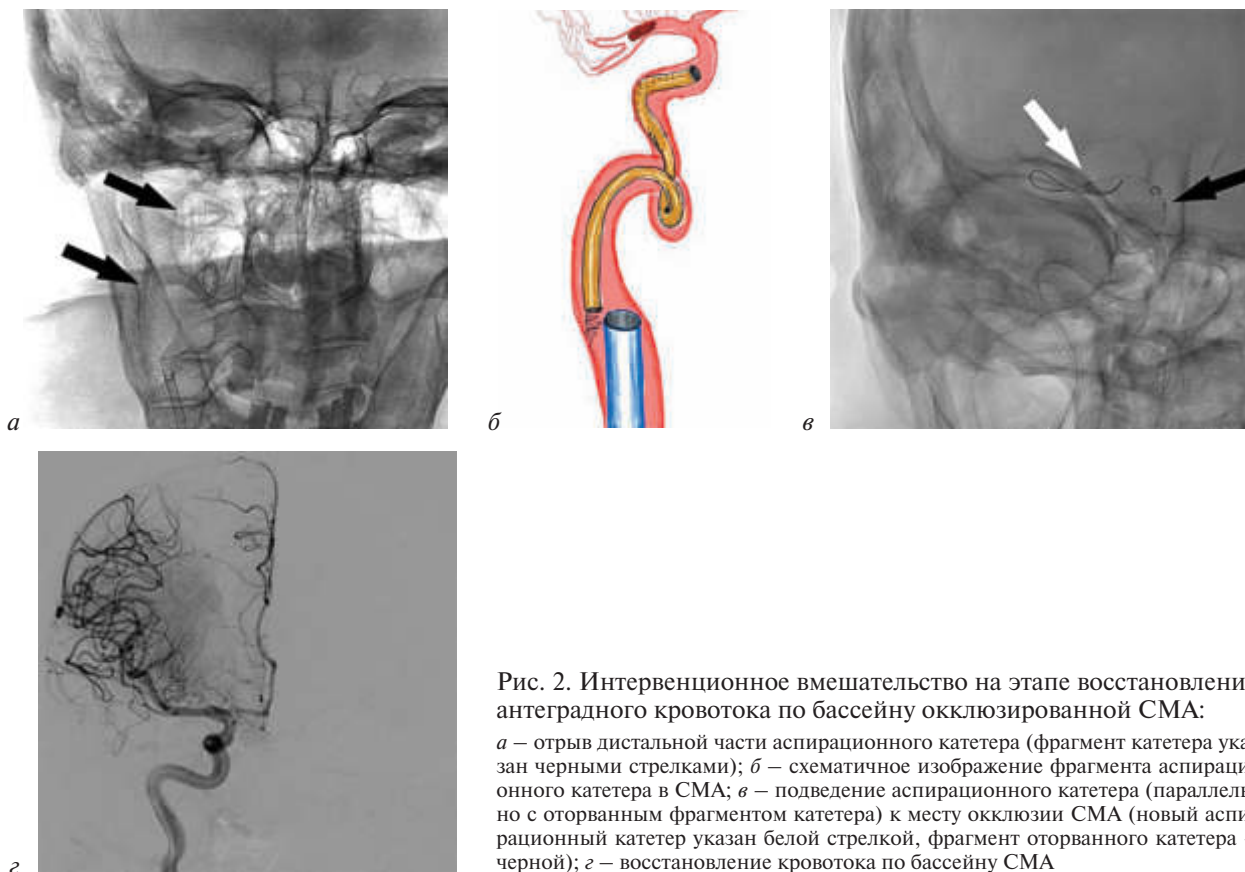 а
б
в
г
Рис. 2. Интервенционное вмешательство на этапе восстановлени
антеградного кровотока по бассейну окклюзированной СМА:
а – отрыв дистальной части аспирационного катетера (фрагмент катетера ука
зан черными стрелками); б – схематичное изображение фрагмента аспираци
онного катетера в СМА; в – подведение аспирационного катетера (параллель
но с оторванным фрагментом катетера) к месту окклюзии СМА (новый аспи
рационный катетер указан белой стрелкой, фрагмент оторванного катетера
черной); г – восстановление кровотока по бассейну СМА